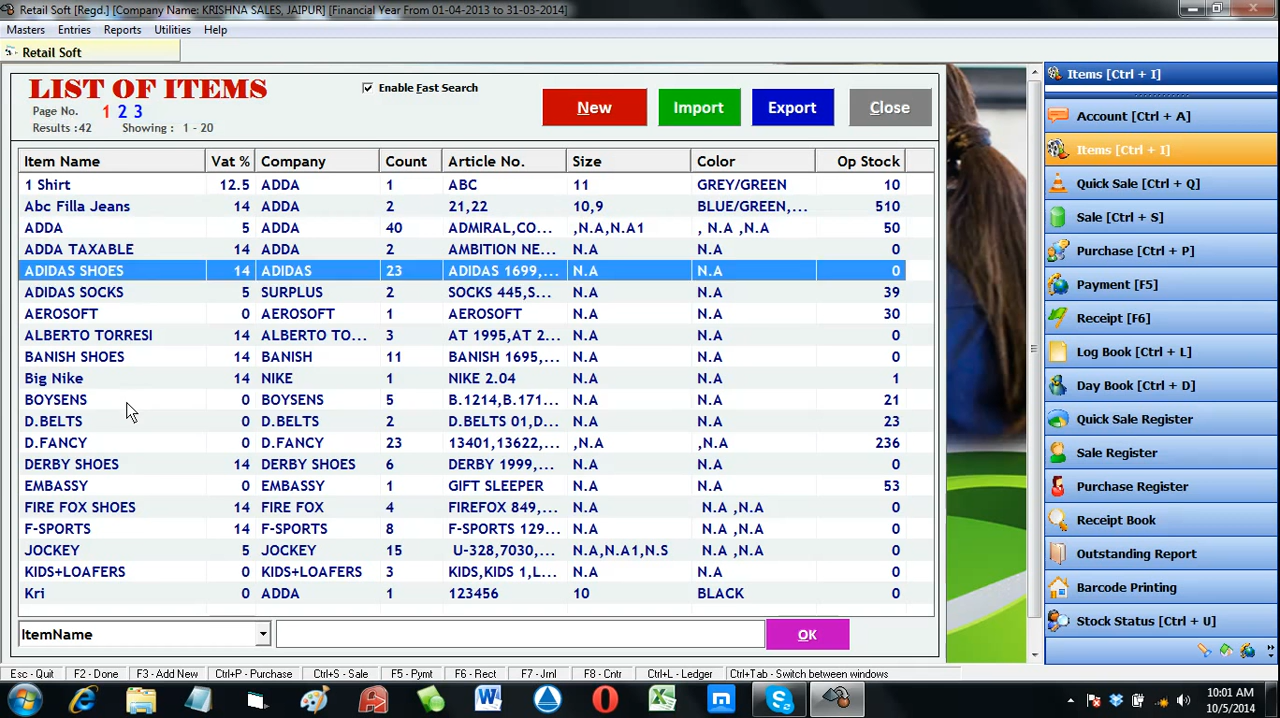 Retail Soft [Regd.] [Company Name: KRISHNA SALES, JAIPUR] [Financial Year From 01-04-2013 to 31-03-2014]
Masters Entries Reports Utilities Help
Retail Soft
LIST OF ITEMS
Page No. 1 2 3
Results :42 Showing : 1 - 20
Enable Fast Search
New Import Export Close
Item Name Vat % Company Count Article No. Size Color Op Stock
1 Shirt 12.5 ADDA 1 ABC 11 GREY/GREEN 10
Abc Filla Jeans 14 ADDA 2 21,22 10,9 BLUE/GREEN,... 510
ADDA 5 ADDA 40 ADMIRAL,CO... ,N.A,N.A1 , N.A ,N.A 50
ADDA TAXABLE 14 ADDA 2 AMBITION NE... N.A N.A 0
ADIDAS SHOES 14 ADIDAS 23 ADIDAS 1699,... N.A N.A 0
ADIDAS SOCKS 5 SURPLUS 2 SOCKS 445,S... N.A N.A 39
AEROSOFT 0 AEROSOFT 1 AEROSOFT N.A N.A 30
ALBERTO TORRESI 14 ALBERTO TO... 3 AT 1995,AT 2... N.A N.A 0
BANISH SHOES 14 BANISH 11 BANISH 1695,... N.A N.A 0
Big Nike 14 NIKE 1 NIKE 2.04 N.A N.A 1
BOYSENS 0 BOYSENS 5 B.1214,B.171... N.A N.A 21
D.BELTS 0 D.BELTS 2 D.BELTS 01,D... N.A N.A 23
D.FANCY 0 D.FANCY 23 13401,13622,... ,N.A ,N.A 236
DERBY SHOES 14 DERBY SHOES 6 DERBY 1999,... N.A N.A 0
EMBASSY 0 EMBASSY 1 GIFT SLEEPER N.A N.A 53
FIRE FOX SHOES 14 FIRE FOX 4 FIREFOX 849,... N.A N.A ,N.A 0
F-SPORTS 14 F-SPORTS 8 F-SPORTS 129... N.A N.A ,N.A 0
JOCKEY 5 JOCKEY 15 U-328,7030,... N.A,N.A1,N.S N.A ,N.A 0
KIDS+LOAFERS 0 KIDS+LOAFERS 3 KIDS,KIDS 1,L... N.A N.A 0
Kri 0 ADDA 1 123456 10 BLACK 0
ItemName OK
Items [Ctrl + I]
Account [Ctrl + A]
Items [Ctrl + I]
Quick Sale [Ctrl + Q]
Sale [Ctrl + S]
Purchase [Ctrl + P]
Payment [F5]
Receipt [F6]
Log Book [Ctrl + L]
Day Book [Ctrl + D]
Quick Sale Register
Sale Register
Purchase Register
Receipt Book
Outstanding Report
Barcode Printing
Stock Status [Ctrl + U]
Esc - Quit F2 - Done F3 - Add New Ctrl+P - Purchase Ctrl+S - Sale F5 - Pymt F6 - Rect F7 - Jrnl F8 - Cntr Ctrl+L - Ledger Ctrl+Tab - Switch between windows
10:01 AM
10/5/2014